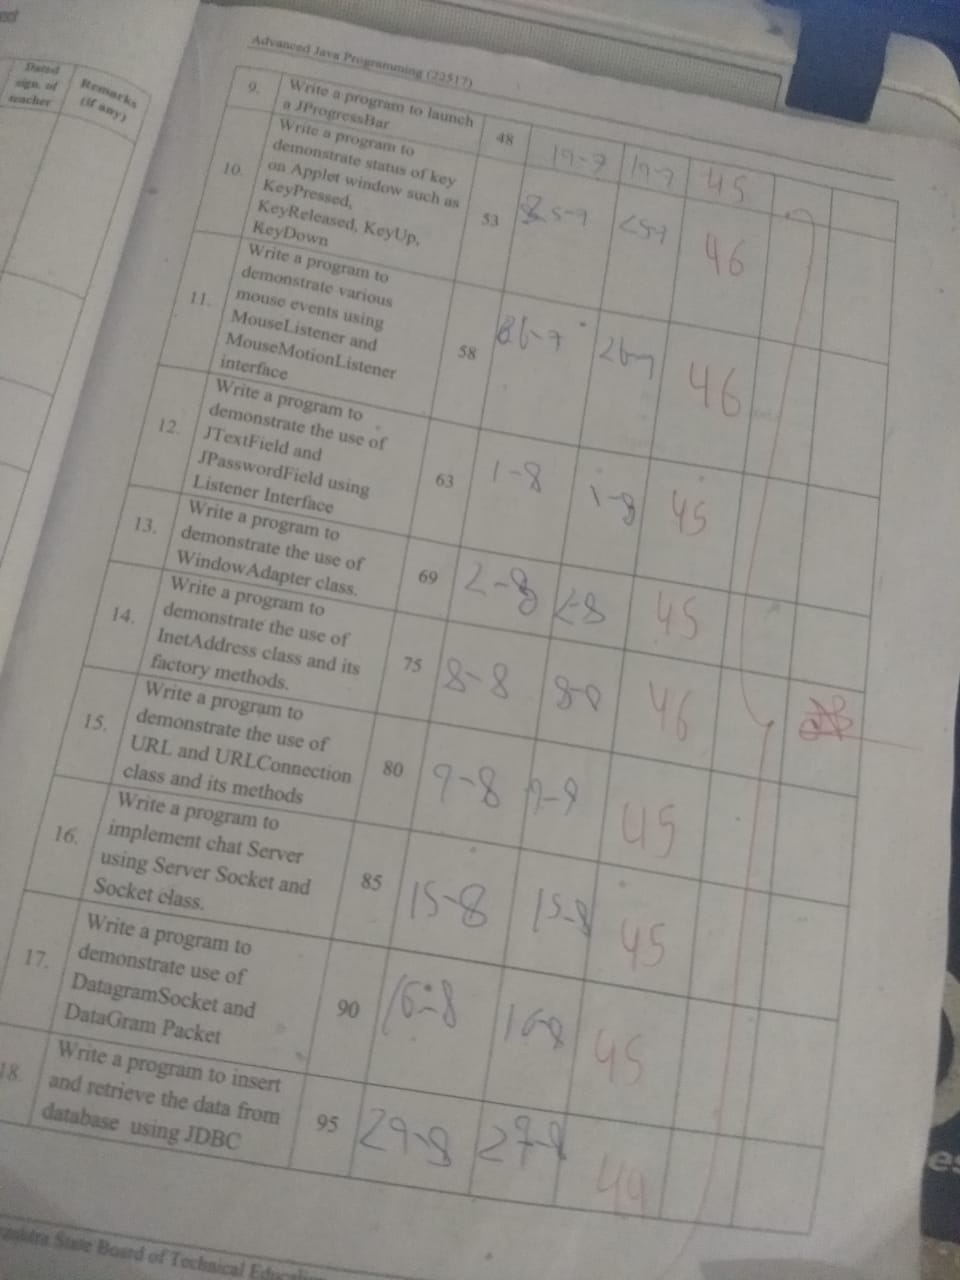 Dated
sign. of
teacher
Remarks
(if any)
Advanced Java Programming (22517)
9. Write a program to launch
a JProgressBar
48 19-7 19-7 45
10. Write a program to
demonstrate status of key
on Applet window such as
KeyPressed,
KeyReleased, KeyUp,
KeyDown
53 25-7 25-7 46
11. Write a program to
demonstrate various
mouse events using
MouseListener and
MouseMotionListener
interface
58 26-7 26-7 46
12. Write a program to
demonstrate the use of
JTextField and
JPasswordField using
Listener Interface
63 1-8 1-8 45
13. Write a program to
demonstrate the use of
WindowAdapter class.
69 2-8 2-8 45
14. Write a program to
demonstrate the use of
InetAddress class and its
factory methods.
75 8-8 8-8 46
15. Write a program to
demonstrate the use of
URL and URLConnection
class and its methods
80 9-8 9-8 45
16. Write a program to
implement chat Server
using Server Socket and
Socket class.
85 15-8 15-8 45
17. Write a program to
demonstrate use of
DatagramSocket and
DataGram Packet
90 16-8 16-8 45
18. Write a program to insert
and retrieve the data from
database using JDBC
95 29-8 27-8 44
State Board of Technical